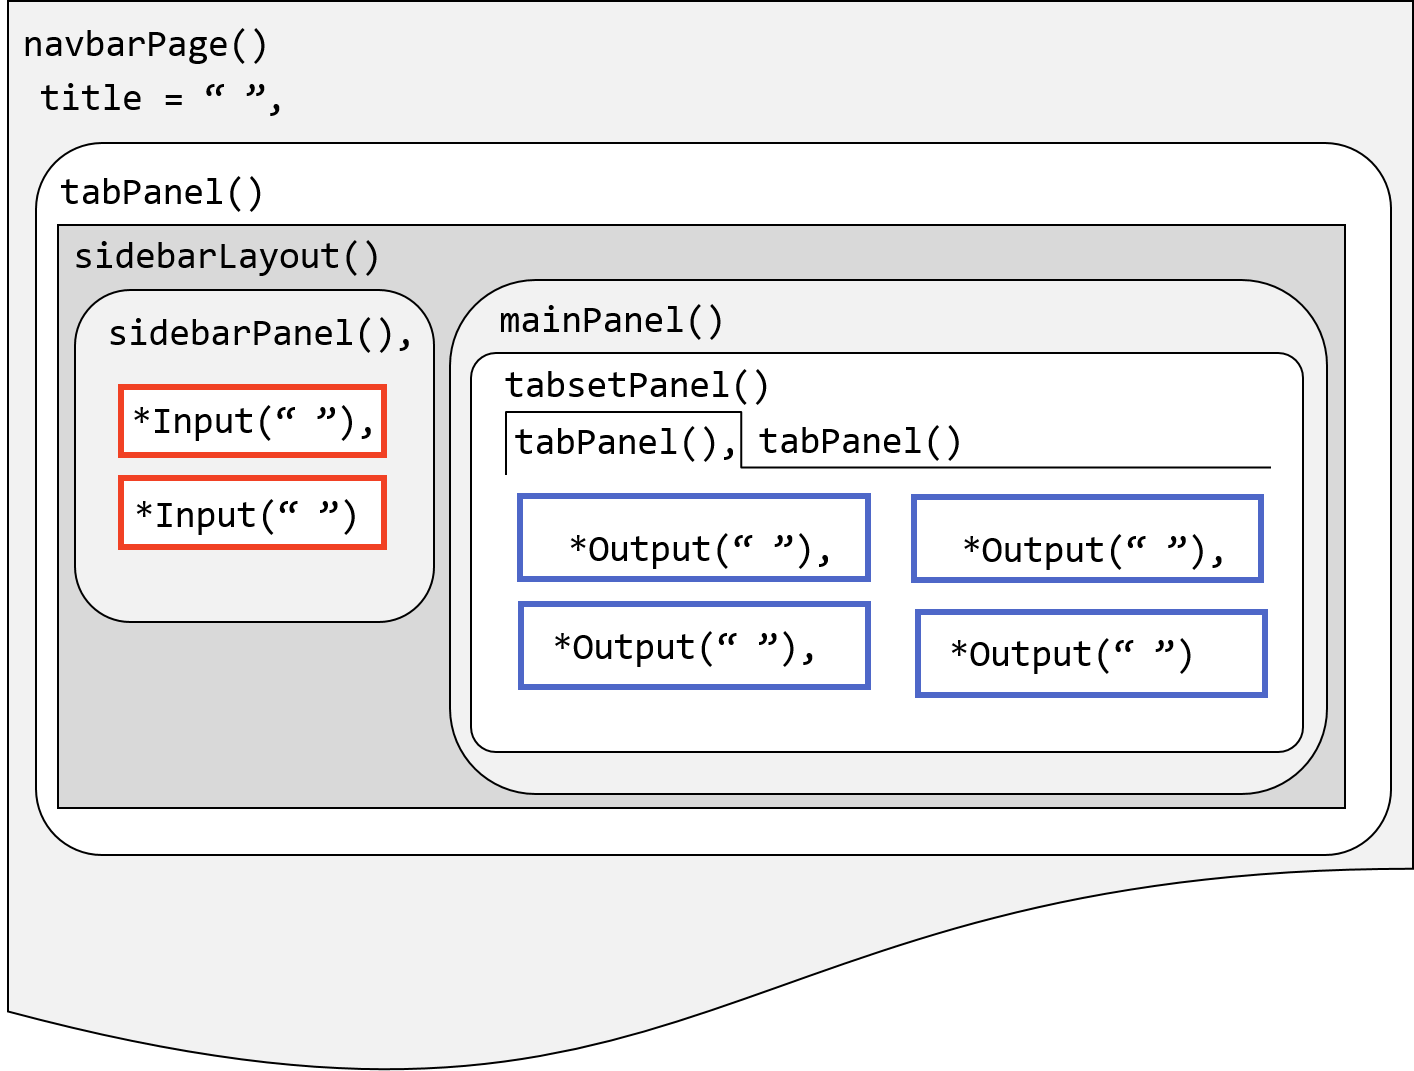 navbarPage()
title = “ ”,
tabPanel()
sidebarLayout()
sidebarPanel(),
*Input(“ ”),
*Input(“ ”)
mainPanel()
tabsetPanel()
tabPanel(), tabPanel()
*Output(“ ”), *Output(“ ”),
*Output(“ ”), *Output(“ ”)